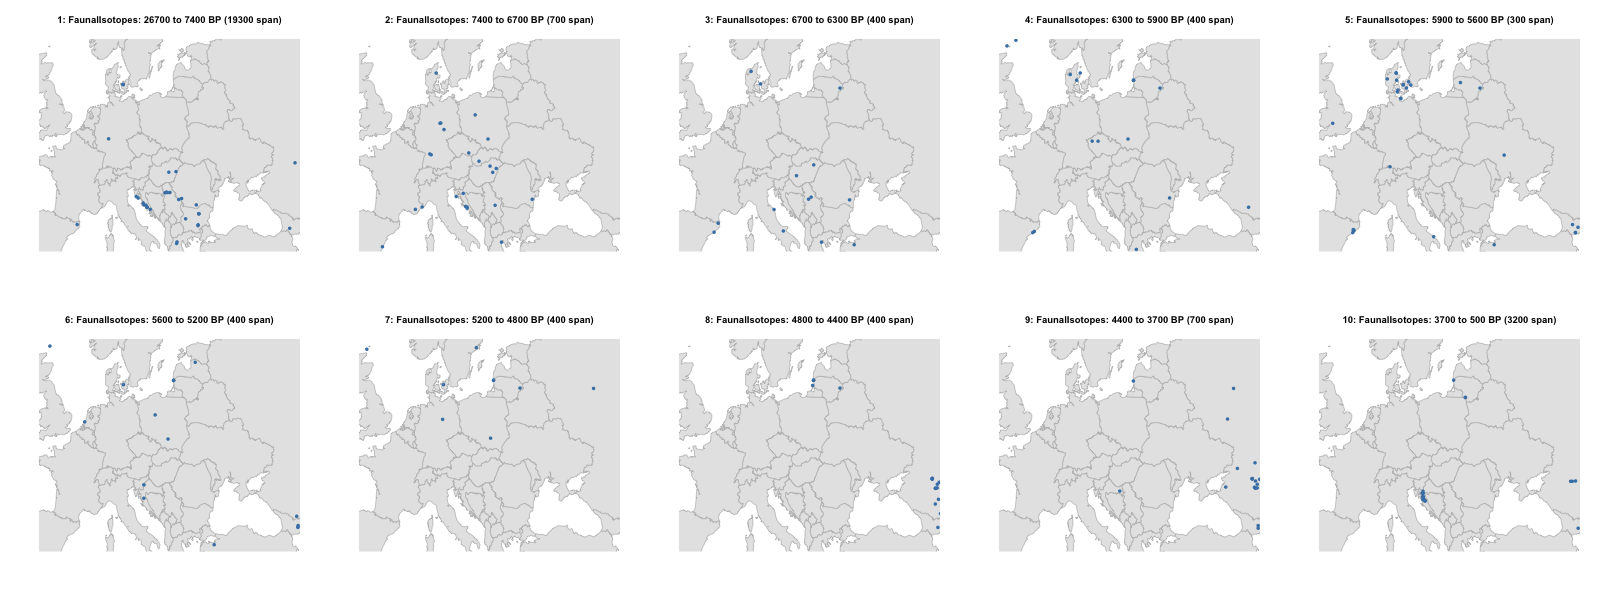 1: FaunalIsotopes: 26700 to 7400 BP (19300 span)
2: FaunalIsotopes: 7400 to 6700 BP (700 span)
3: FaunalIsotopes: 6700 to 6300 BP (400 span)
4: FaunalIsotopes: 6300 to 5900 BP (400 span)
5: FaunalIsotopes: 5900 to 5600 BP (300 span)
6: FaunalIsotopes: 5600 to 5200 BP (400 span)
7: FaunalIsotopes: 5200 to 4800 BP (400 span)
8: FaunalIsotopes: 4800 to 4400 BP (400 span)
9: FaunalIsotopes: 4400 to 3700 BP (700 span)
10: FaunalIsotopes: 3700 to 500 BP (3200 span)